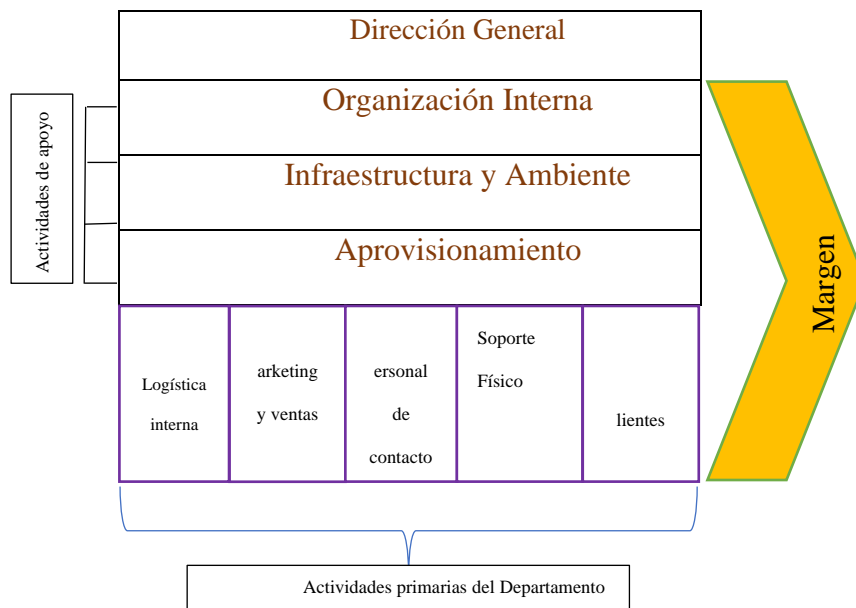 Dirección General
Organización Interna
Infraestructura y Ambiente
Aprovisionamiento
Actividades de apoyo
Logística
interna
arketing
y ventas
ersonal
de
contacto
Soporte
Físico
lientes
Margen
Actividades primarias del Departamento